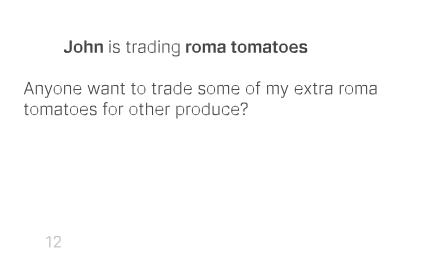 John is trading roma tomatoes
Anyone want to trade some of my extra roma
tomatoes for other produce?
12